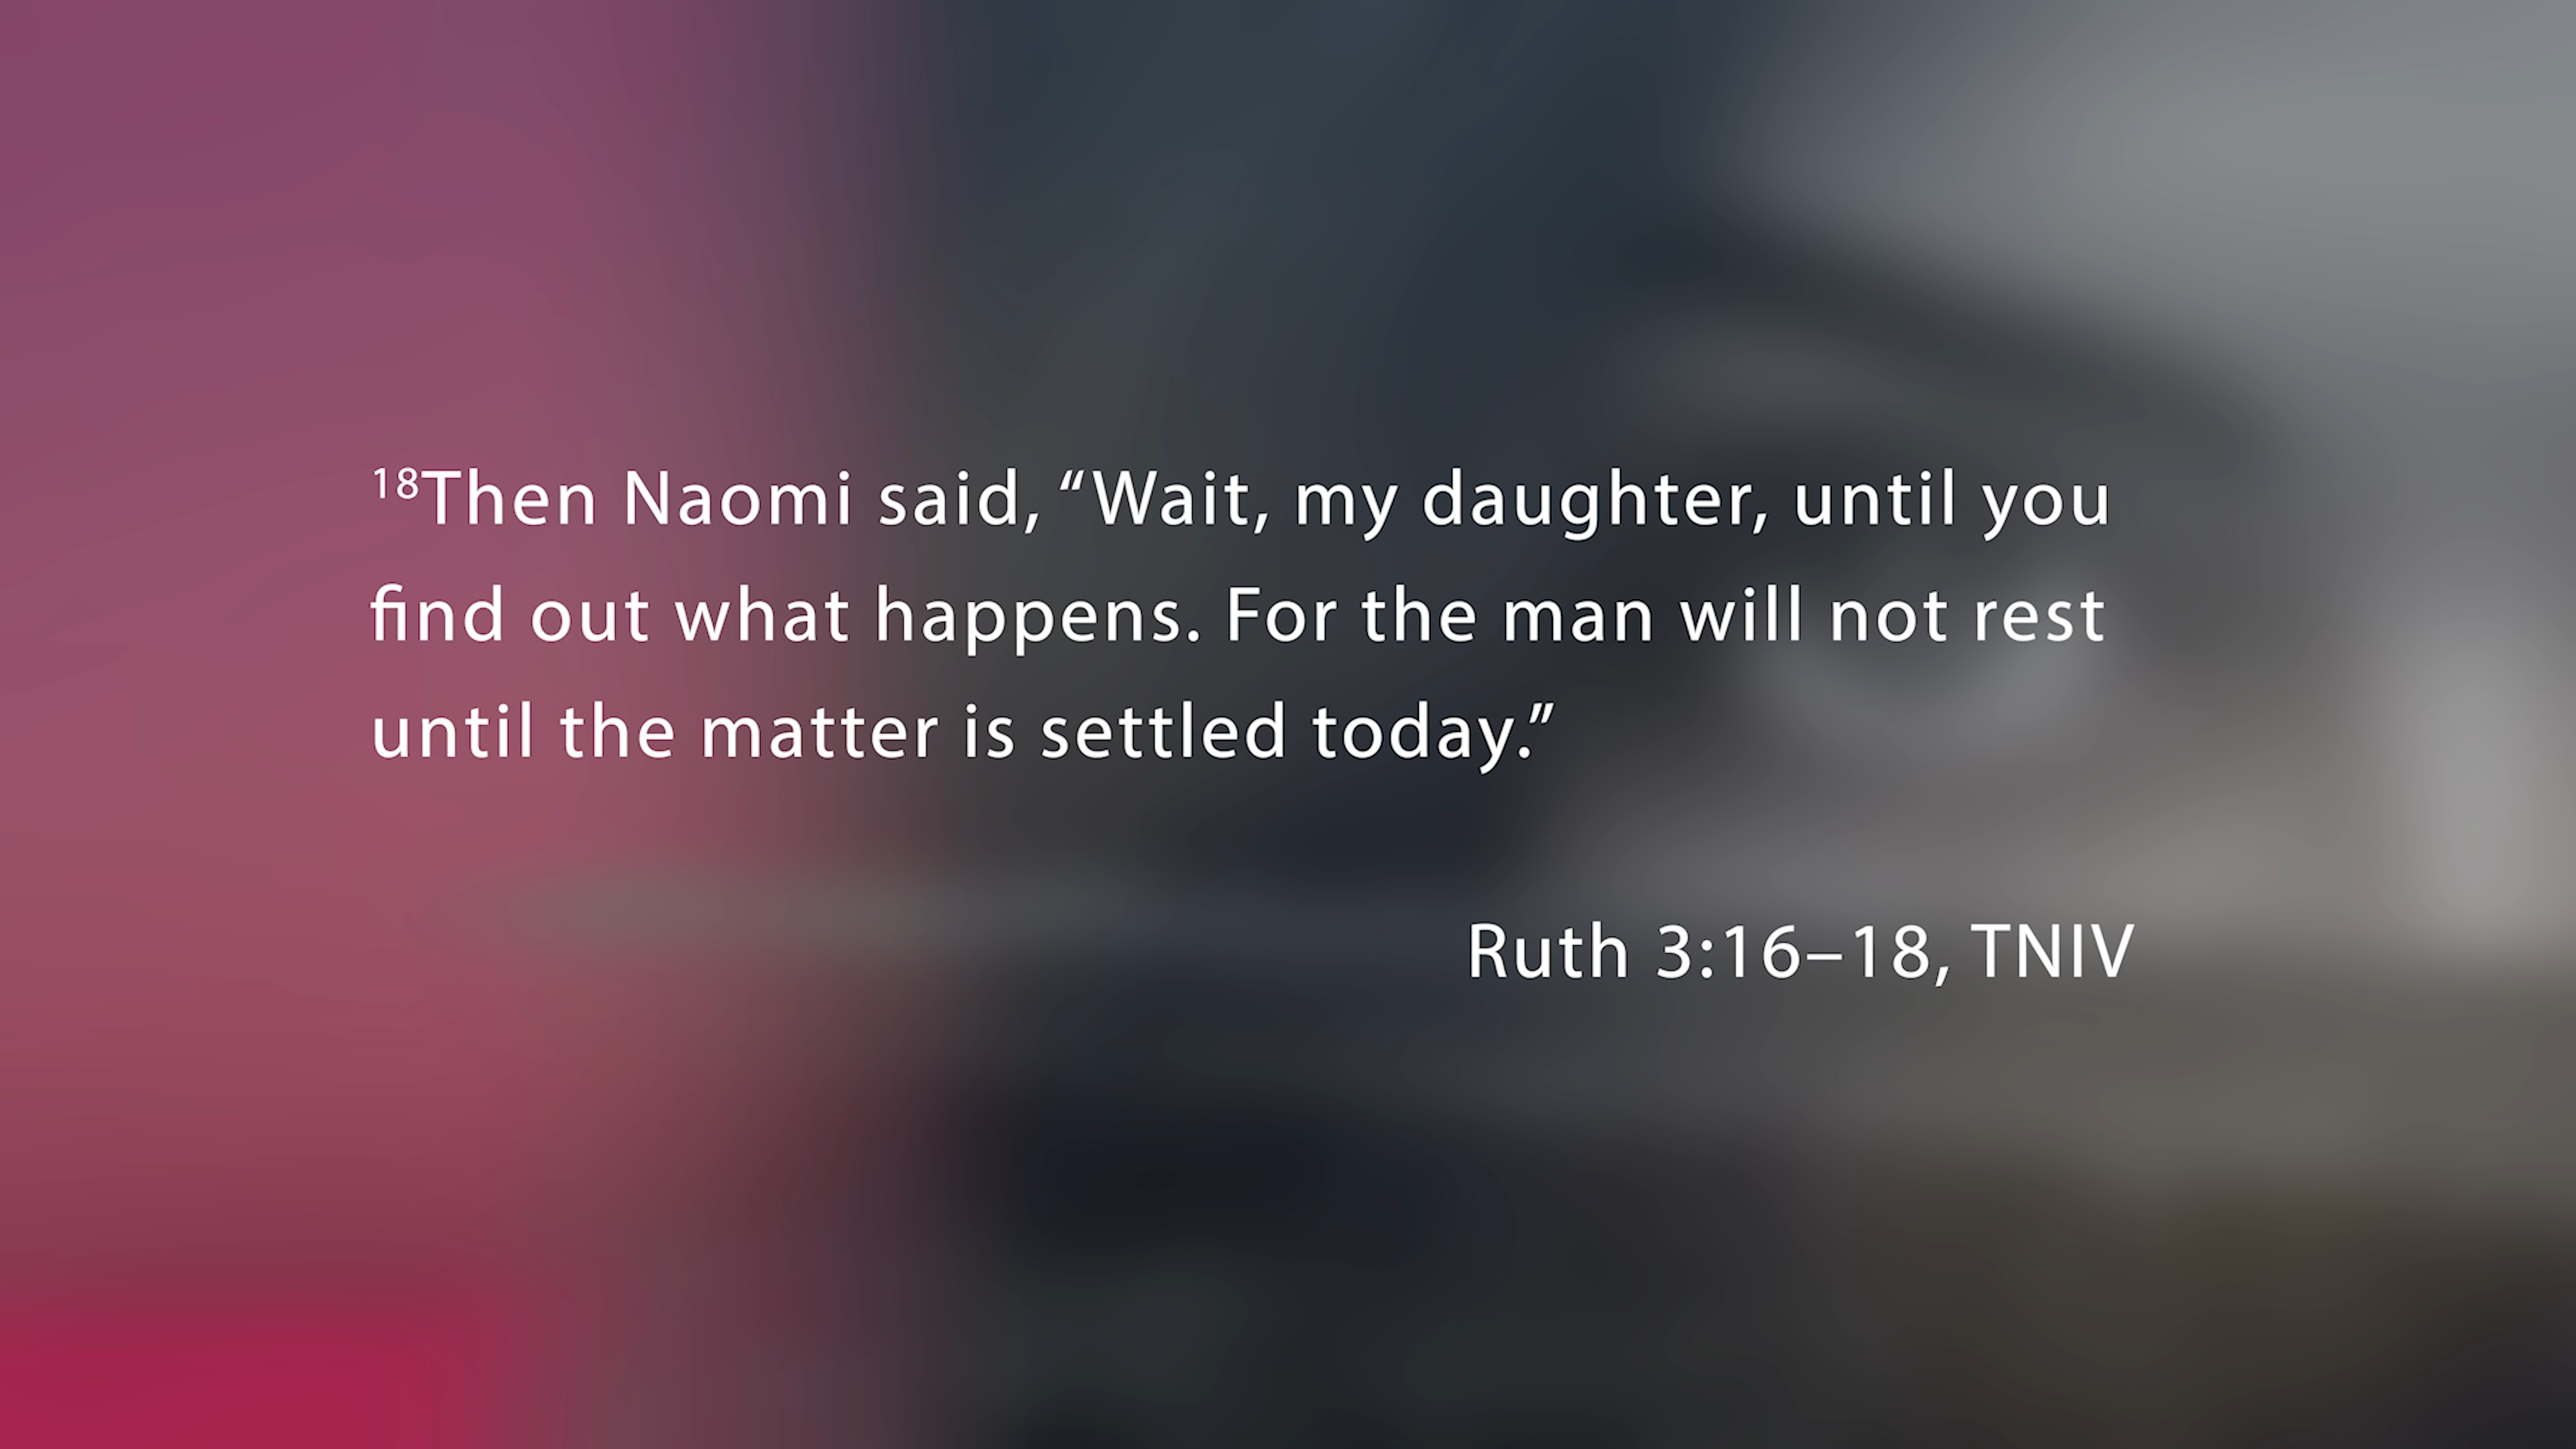 ¹⁸Then Naomi said, “Wait, my daughter, until you
find out what happens. For the man will not rest
until the matter is settled today.”
Ruth 3:16–18, TNIV